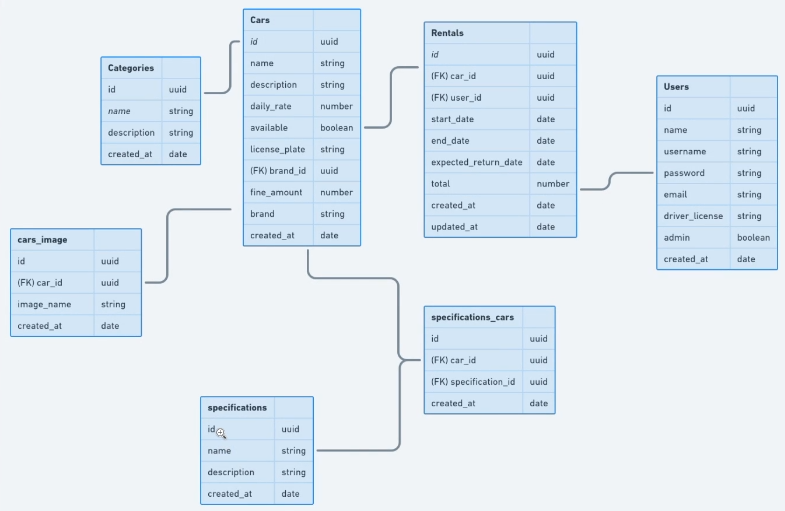 Cars
id uuid
name string
description string
daily_rate number
available boolean
license_plate string
(FK) brand_id uuid
fine_amount number
brand string
created_at date
Rentals
id uuid
(FK) car_id uuid
(FK) user_id uuid
start_date date
end_date date
expected_return_date date
total number
created_at date
updated_at date
Categories
id uuid
name string
description string
created_at date
Users
id uuid
name string
username string
password string
email string
driver_license string
admin boolean
created_at date
cars_image
id uuid
(FK) car_id uuid
image_name string
created_at date
specifications_cars
id uuid
(FK) car_id uuid
(FK) specification_id uuid
created_at date
specifications
id uuid
name string
description string
created_at date